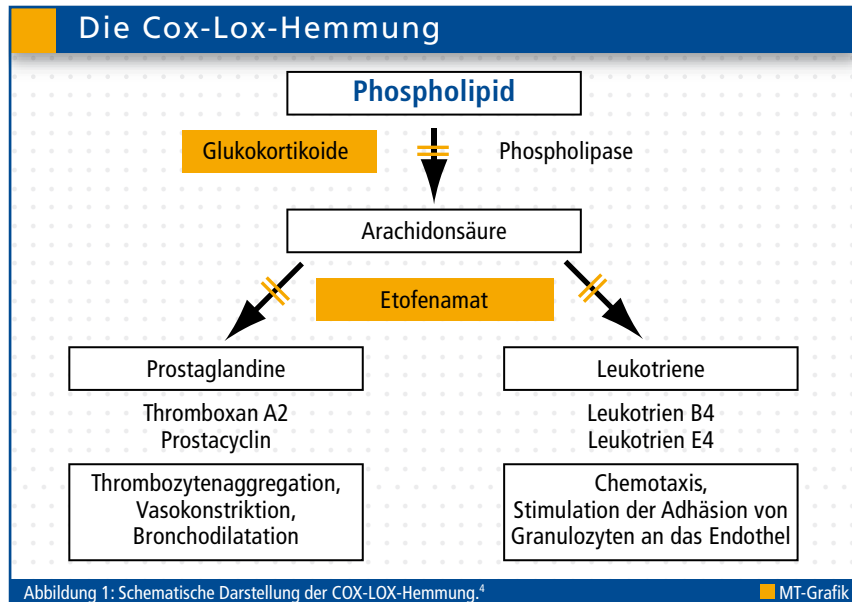 Die Cox-Lox-Hemmung
Phospholipid
Glukokortikoide
Phospholipase
Arachidonsäure
Etofenamat
Prostaglandine
Leukotriene
Thromboxan A2
Prostacyclin
Leukotrien B4
Leukotrien E4
Thrombozytenaggregation,
Vasokonstriktion,
Bronchodilatation
Chemotaxis,
Stimulation der Adhäsion von
Granulozyten an das Endothel
Abbildung 1: Schematische Darstellung der COX-LOX-Hemmung.⁴
MT-Grafik